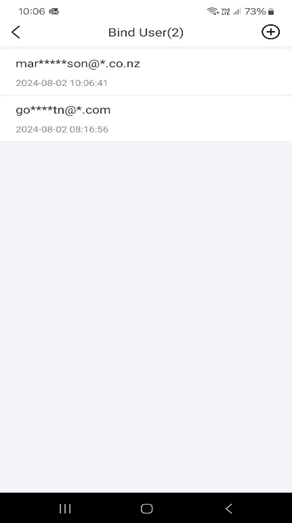 10:06
73%
Bind User(2)
mar*****son@*.co.nz
2024-08-02 10:06:41
go****tn@*.com
2024-08-02 08:16:56